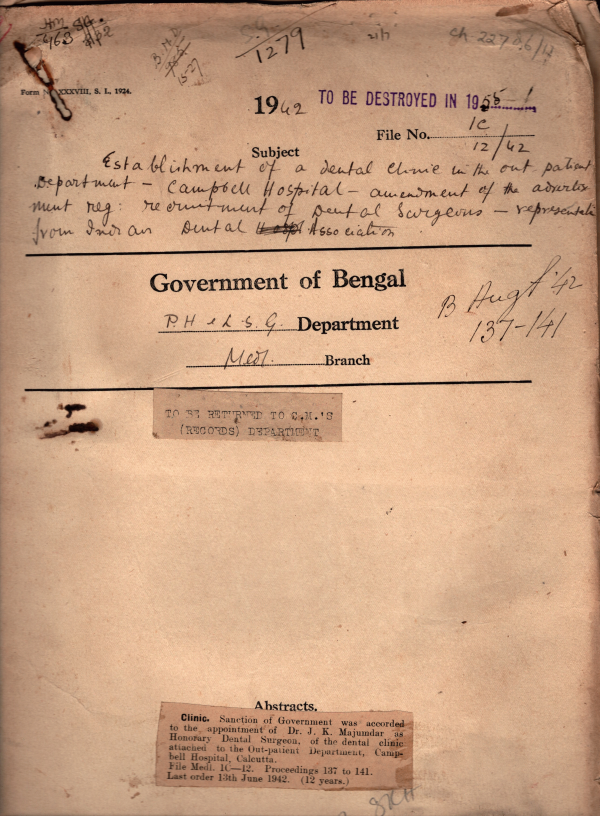 1279
Form No. XXXVIII, S. L., 1924.
1942 TO BE DESTROYED IN 1955
File No. 1C
12/42
Subject
Establishment of a dental clinic in the out patient
Department – Campbell Hospital – amendment of the advertise
ment reg: recruitment of Dental Surgeons – representati
from Indian Dental Association
Government of Bengal
P H & L. S. G. Department
Medl. Branch
B Aug '42
137-141
TO BE RETURNED TO C.M.'S
(RECORDS) DEPARTMENT
Abstracts.
Clinic. Sanction of Government was accorded
to the appointment of Dr. J. K. Majumdar as
Honorary Dental Surgeon, of the dental clinic
attached to the Out-patient Department, Camp-
bell Hospital, Calcutta.
File Medl. 1C—12. Proceedings 137 to 141.
Last order 13th June 1942. (12 years.)